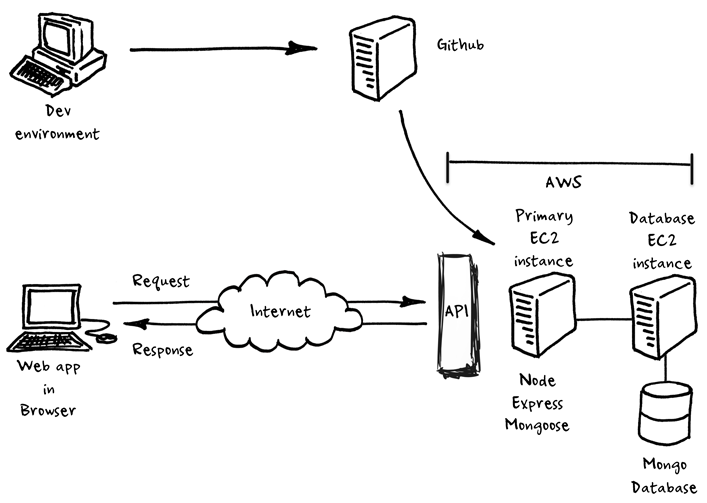 Github
Dev
environment
AWS
Primary
EC2
instance
Database
EC2
instance
Request
Internet
API
Response
Web app
in
Browser
Node
Express
Mongoose
Mongo
Database